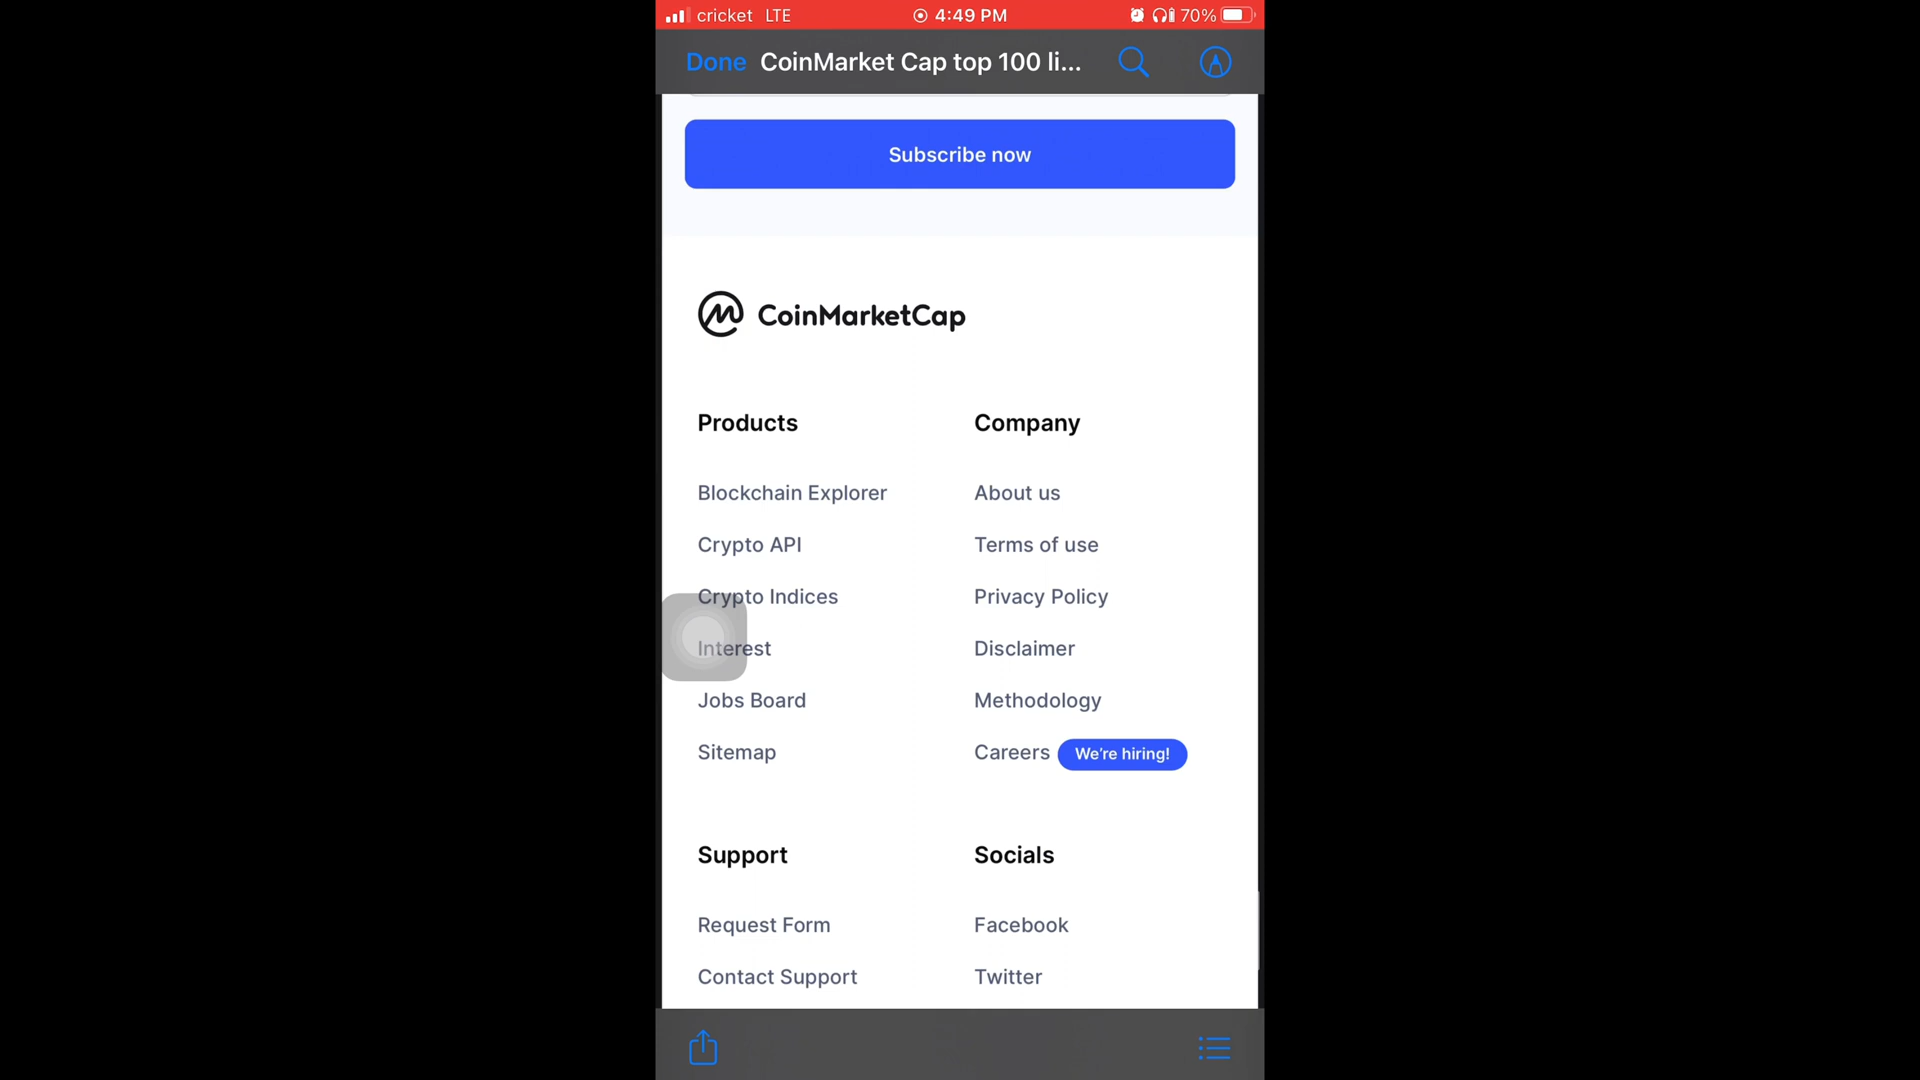 cricket LTE 4:49 PM 70%
Done CoinMarket Cap top 100 li...
Subscribe now
CoinMarketCap
Products Company
Blockchain Explorer About us
Crypto API Terms of use
Crypto Indices Privacy Policy
Interest Disclaimer
Jobs Board Methodology
Sitemap Careers We're hiring!
Support Socials
Request Form Facebook
Contact Support Twitter